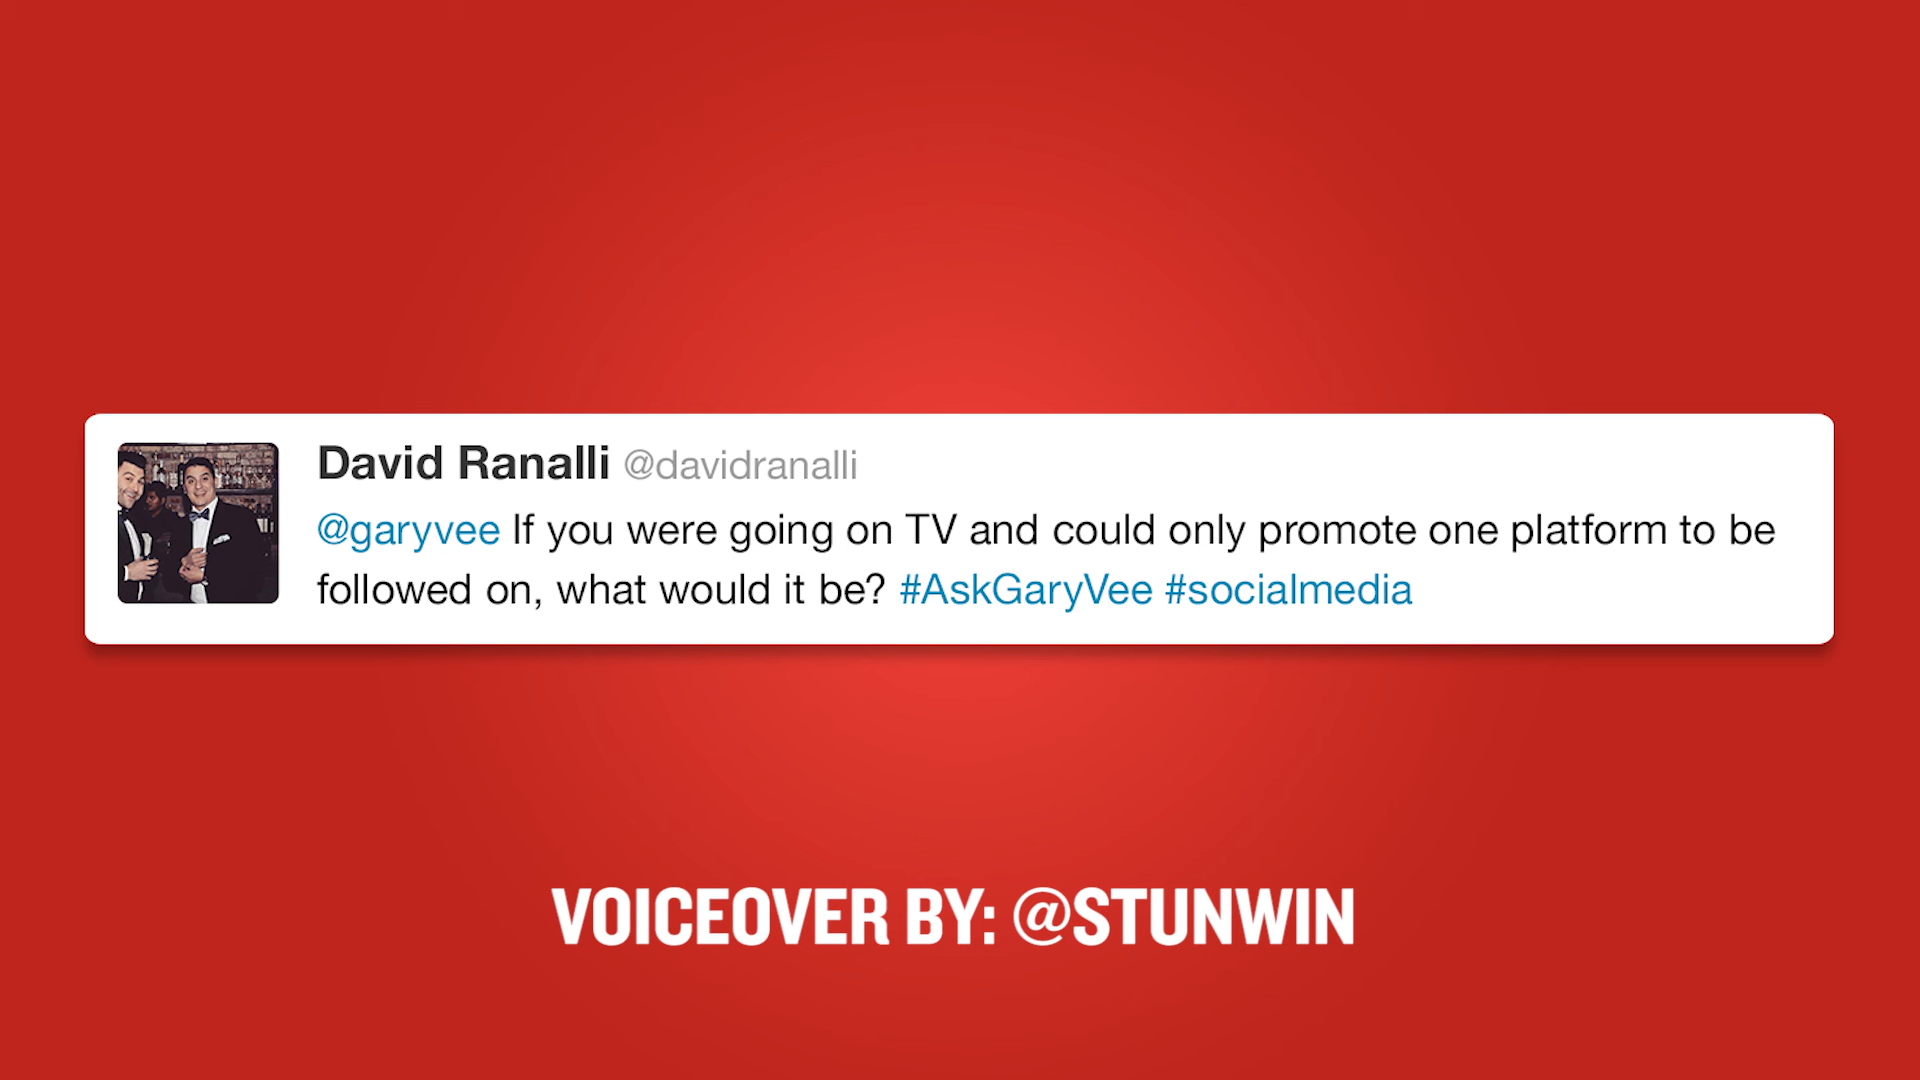 David Ranalli @davidranalli
@garyvee If you were going on TV and could only promote one platform to be
followed on, what would it be? #AskGaryVee #socialmedia
VOICEOVER BY: @STUNWIN